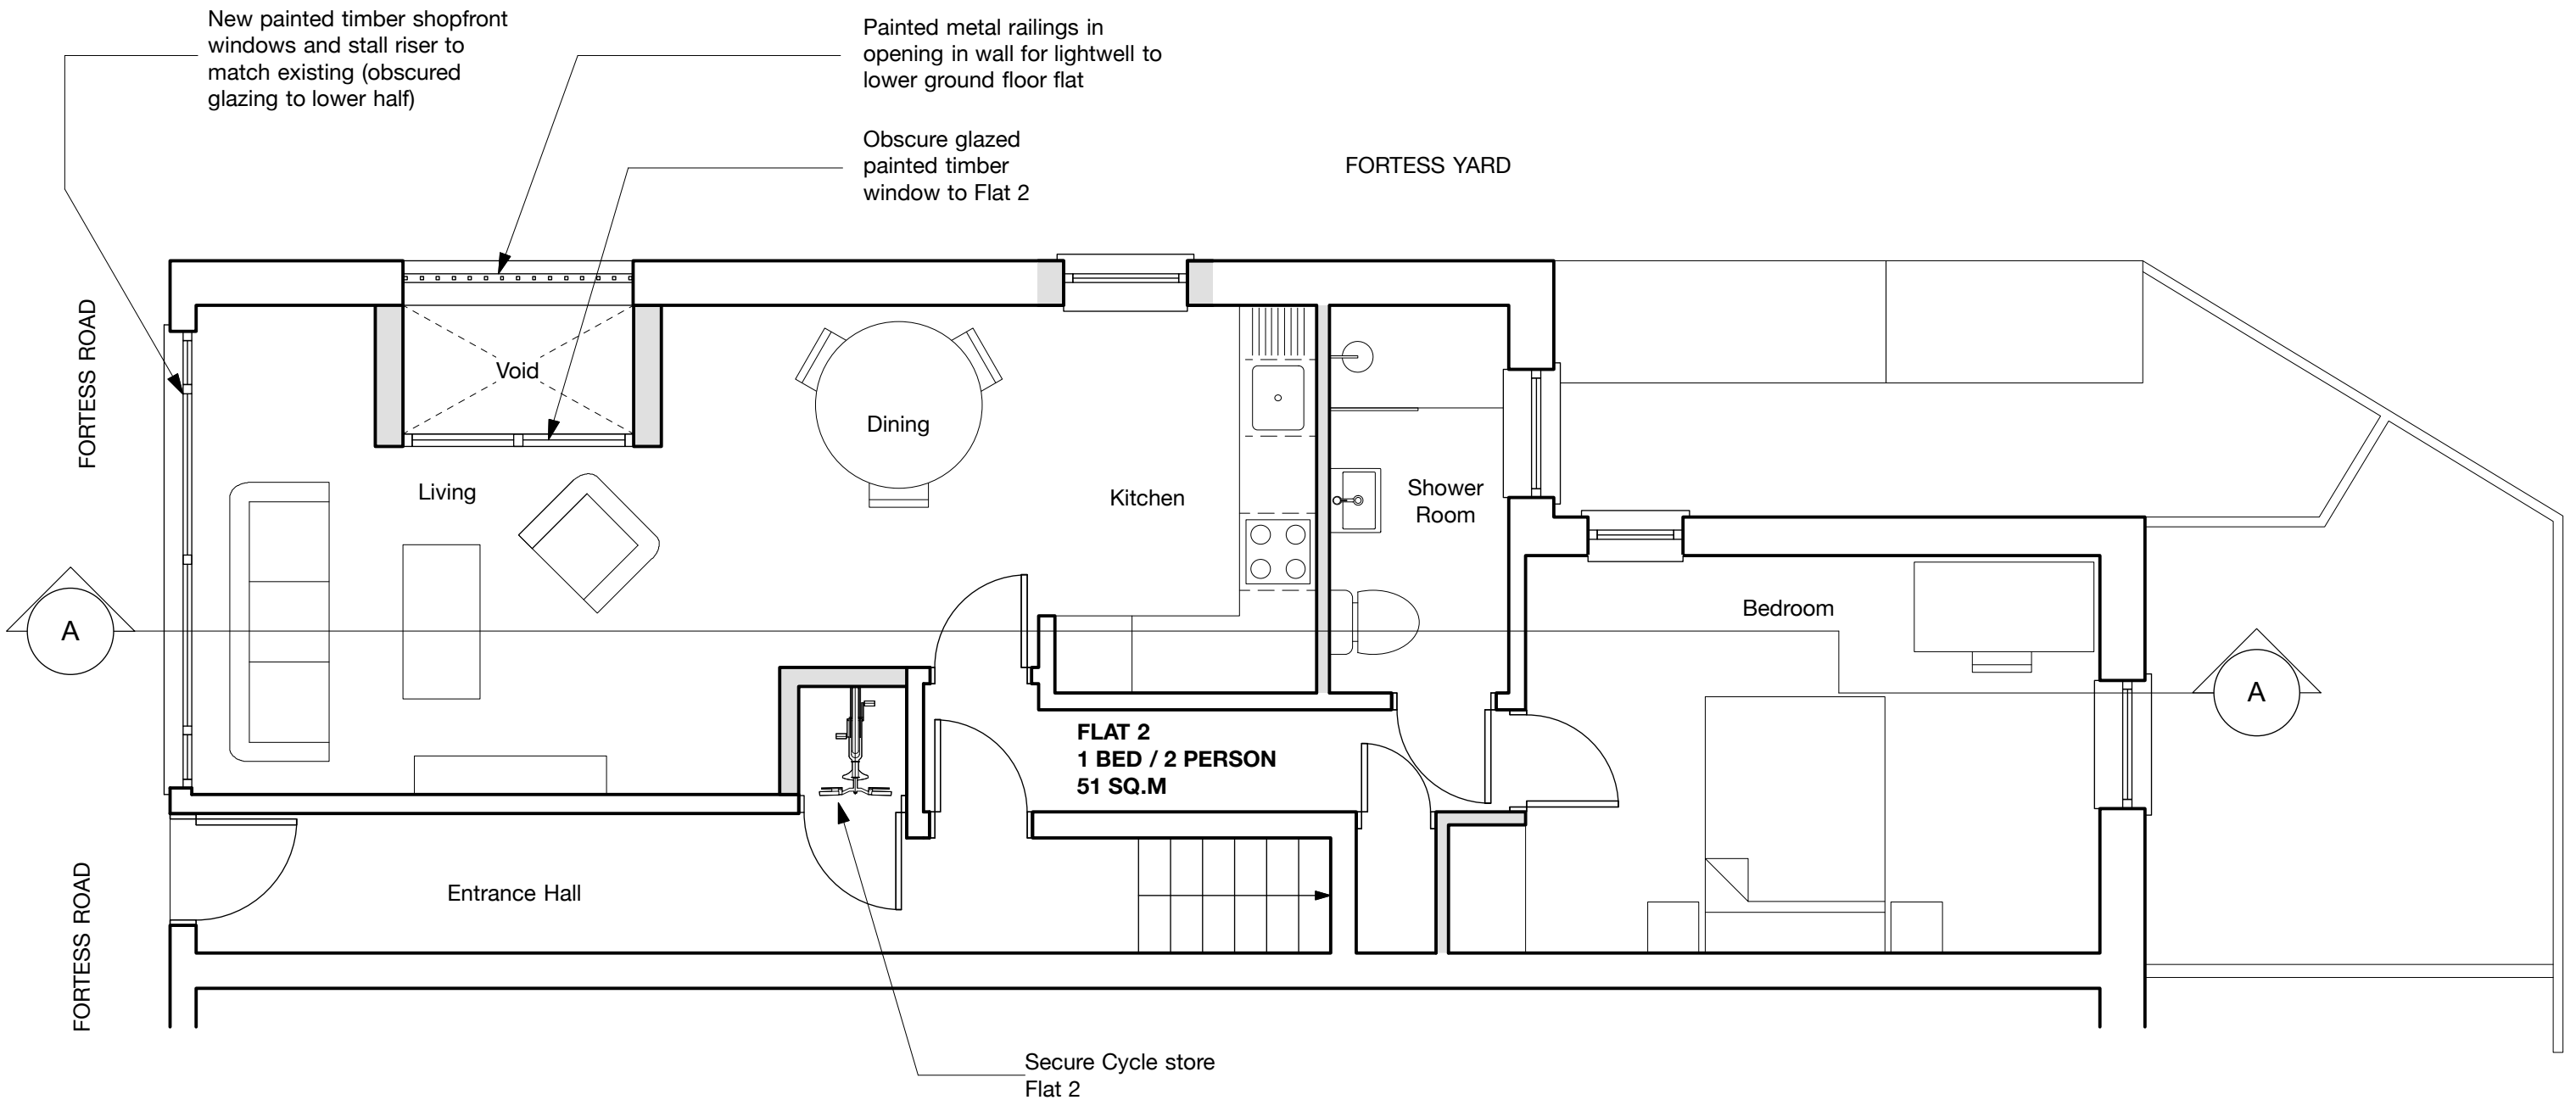 New painted timber shopfront
windows and stall riser to
match existing (obscured
glazing to lower half)
Painted metal railings in
opening in wall for lightwell to
lower ground floor flat
Obscure glazed
painted timber
window to Flat 2
FORTESS YARD
FORTESS ROAD
Void
Dining
Living
Kitchen
Shower
Room
Bedroom
A
A
FLAT 2
1 BED / 2 PERSON
51 SQ.M
Entrance Hall
FORTESS ROAD
Secure Cycle store
Flat 2